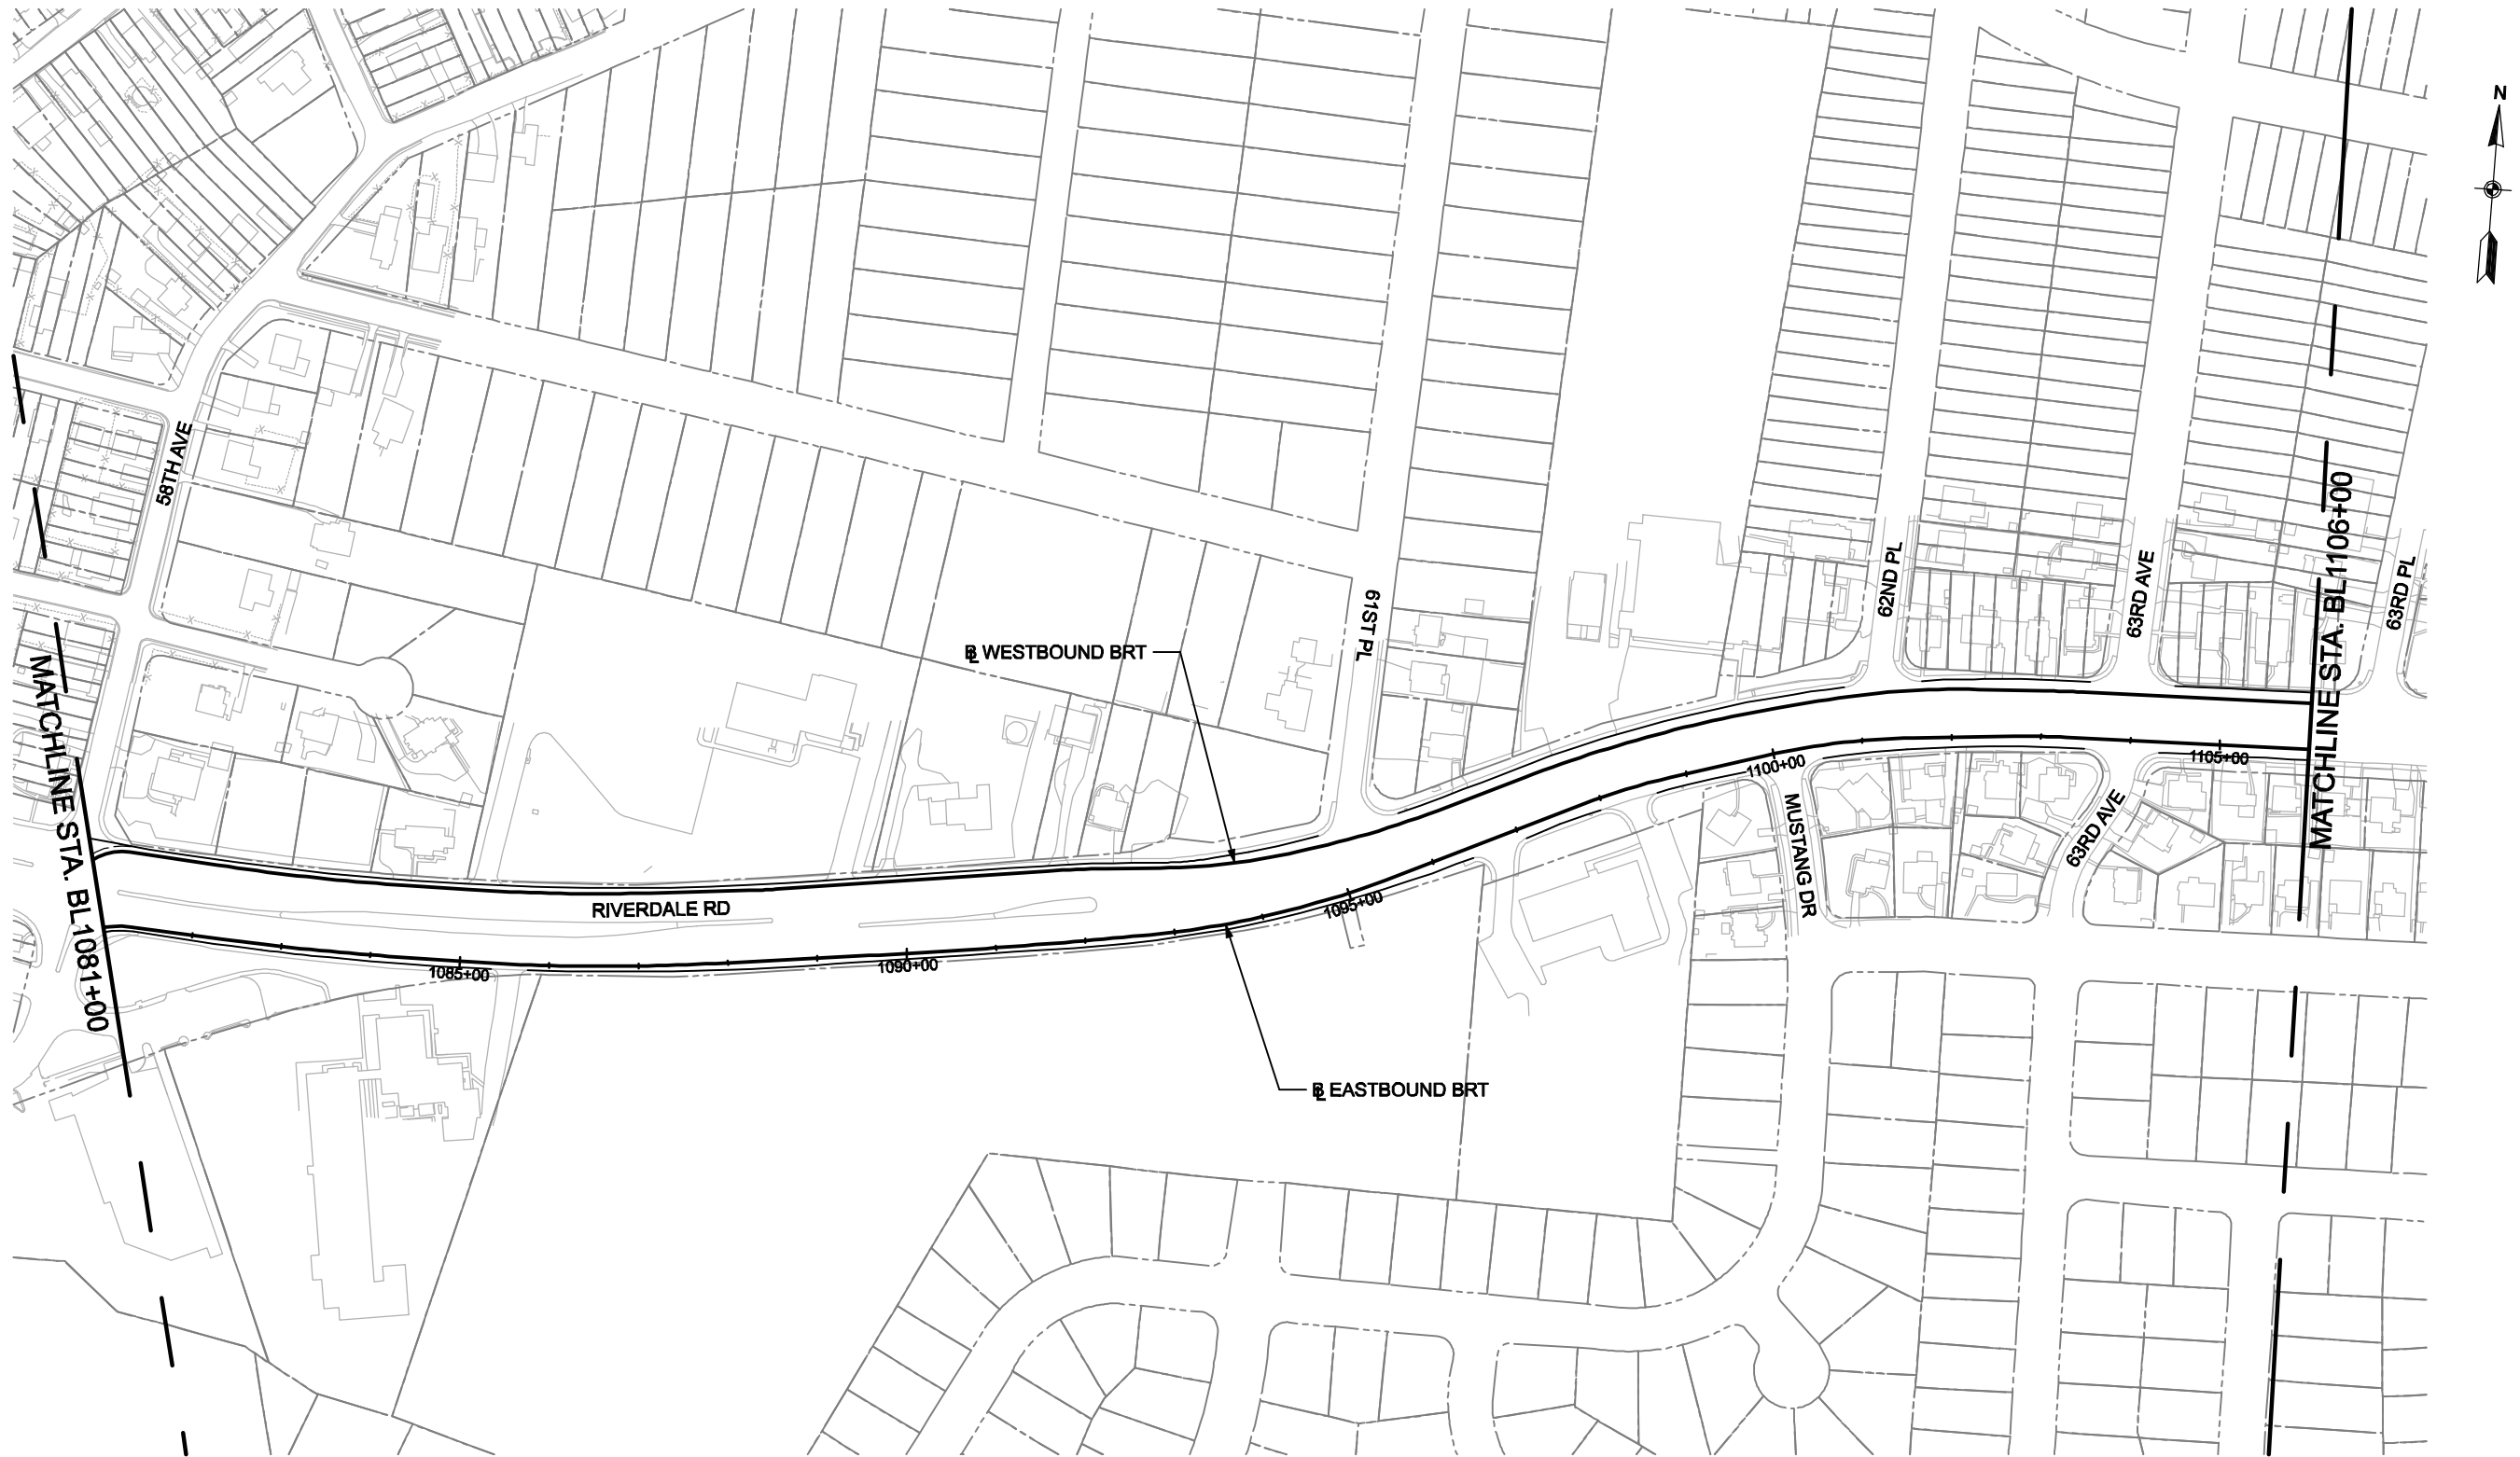 N
58TH AVE
MATCHLINE STA. BL1106+00
62ND PL
63RD AVE
63RD PL
61ST PL
BL WESTBOUND BRT
MATCHLINE STA. BL1081+00
1100+00
1105+00
MUSTANG DR
63RD AVE
RIVERDALE RD
1095+00
1085+00
1090+00
BL EASTBOUND BRT